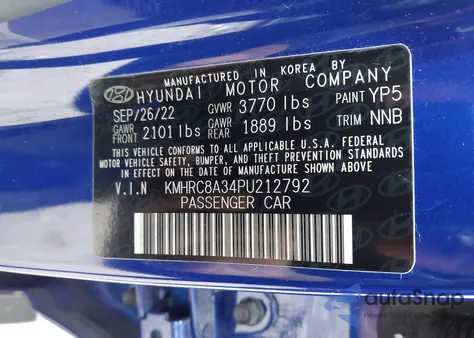 MANUFACTURED IN KOREA BY
HYUNDAI MOTOR COMPANY
SEP/26/22 GVWR 3770 lbs PAINT YP5
GAWR FRONT 2101 lbs GAWR REAR 1889 lbs TRIM NNB
THIS VEHICLE CONFORMS TO ALL APPLICABLE U.S.A. FEDERAL
MOTOR VEHICLE SAFETY, BUMPER, AND THEFT PREVENTION STANDARDS
IN EFFECT ON THE DATE OF MANUFACTURE SHOWN ABOVE.
V.I.N KMHRC8A34PU212792
PASSENGER CAR
autoSnap